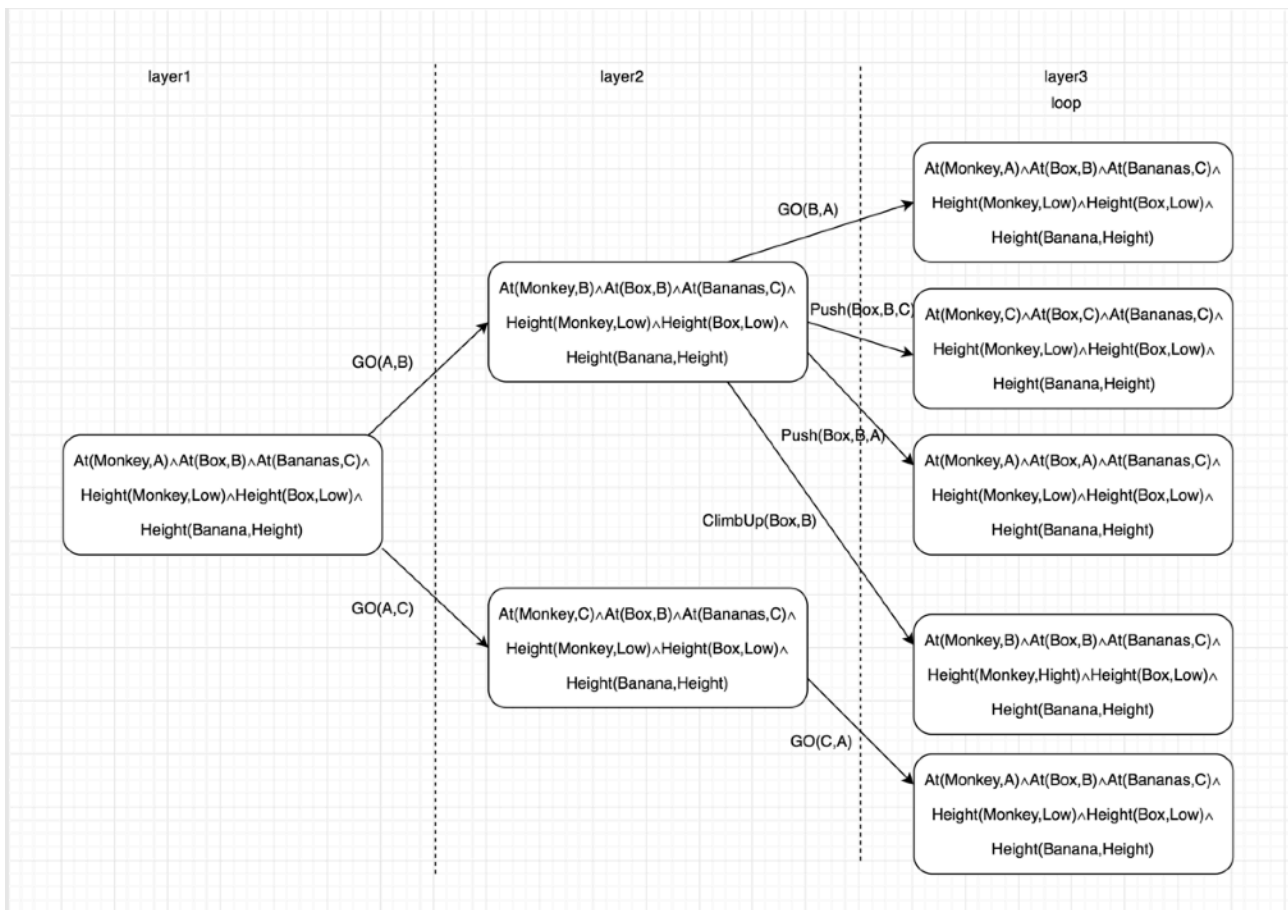 layer1
layer2
layer3
loop
At(Monkey,A)∧At(Box,B)∧At(Bananas,C)∧
Height(Monkey,Low)∧Height(Box,Low)∧
Height(Banana,Height)
GO(A,B)
GO(A,C)
At(Monkey,B)∧At(Box,B)∧At(Bananas,C)∧
Height(Monkey,Low)∧Height(Box,Low)∧
Height(Banana,Height)
At(Monkey,C)∧At(Box,B)∧At(Bananas,C)∧
Height(Monkey,Low)∧Height(Box,Low)∧
Height(Banana,Height)
GO(B,A)
Push(Box,B,C)
Push(Box,B,A)
ClimbUp(Box,B)
GO(C,A)
At(Monkey,A)∧At(Box,B)∧At(Bananas,C)∧
Height(Monkey,Low)∧Height(Box,Low)∧
Height(Banana,Height)
At(Monkey,C)∧At(Box,C)∧At(Bananas,C)∧
Height(Monkey,Low)∧Height(Box,Low)∧
Height(Banana,Height)
At(Monkey,A)∧At(Box,A)∧At(Bananas,C)∧
Height(Monkey,Low)∧Height(Box,Low)∧
Height(Banana,Height)
At(Monkey,B)∧At(Box,B)∧At(Bananas,C)∧
Height(Monkey,Hight)∧Height(Box,Low)∧
Height(Banana,Height)
At(Monkey,A)∧At(Box,B)∧At(Bananas,C)∧
Height(Monkey,Low)∧Height(Box,Low)∧
Height(Banana,Height)